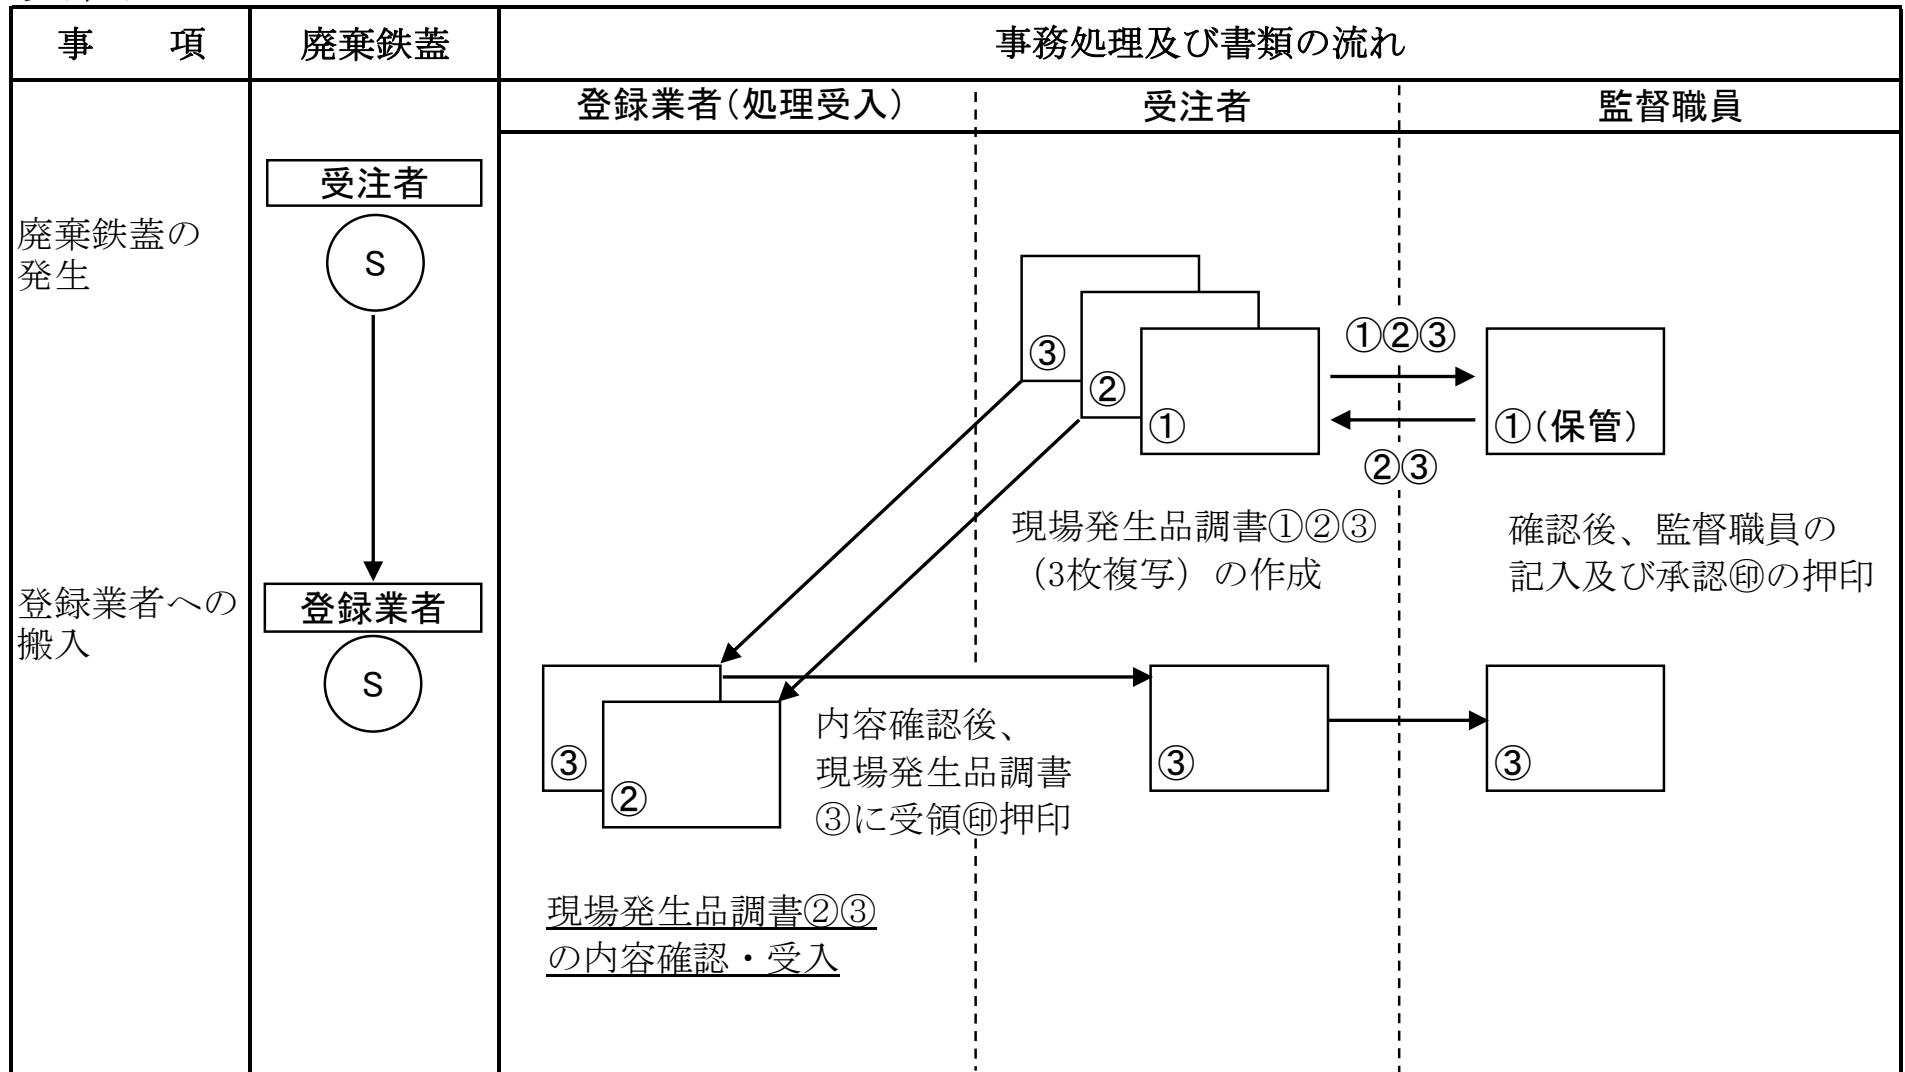 事　　項
廃棄鉄蓋
事務処理及び書類の流れ
登録業者（処理受入）
受注者
監督職員
廃棄鉄蓋の
発生
受注者
S
③
②
①
①②③
②③
①（保管）
現場発生品調書①②③
（3枚複写）の作成
確認後、監督職員の
記入及び承認㊞の押印
登録業者への
搬入
登録業者
S
③
②
内容確認後、
現場発生品調書
③に受領㊞押印
③
③
現場発生品調書②③
の内容確認・受入